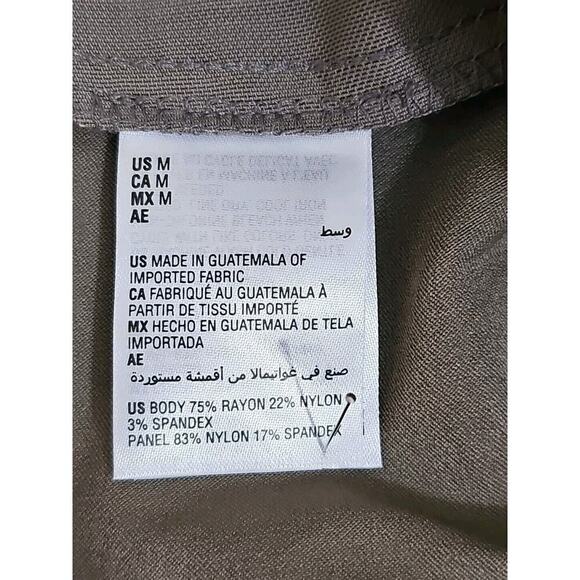 US M
CA M
MX M
AE
وسط
US MADE IN GUATEMALA OF
IMPORTED FABRIC
CA FABRIQUÉ AU GUATEMALA À
PARTIR DE TISSU IMPORTÉ
MX HECHO EN GUATEMALA DE TELA
IMPORTADA
AE
صنع في غواتيمالا من أقمشة مستوردة
US BODY 75% RAYON 22% NYLON
3% SPANDEX
PANEL 83% NYLON 17% SPANDEX